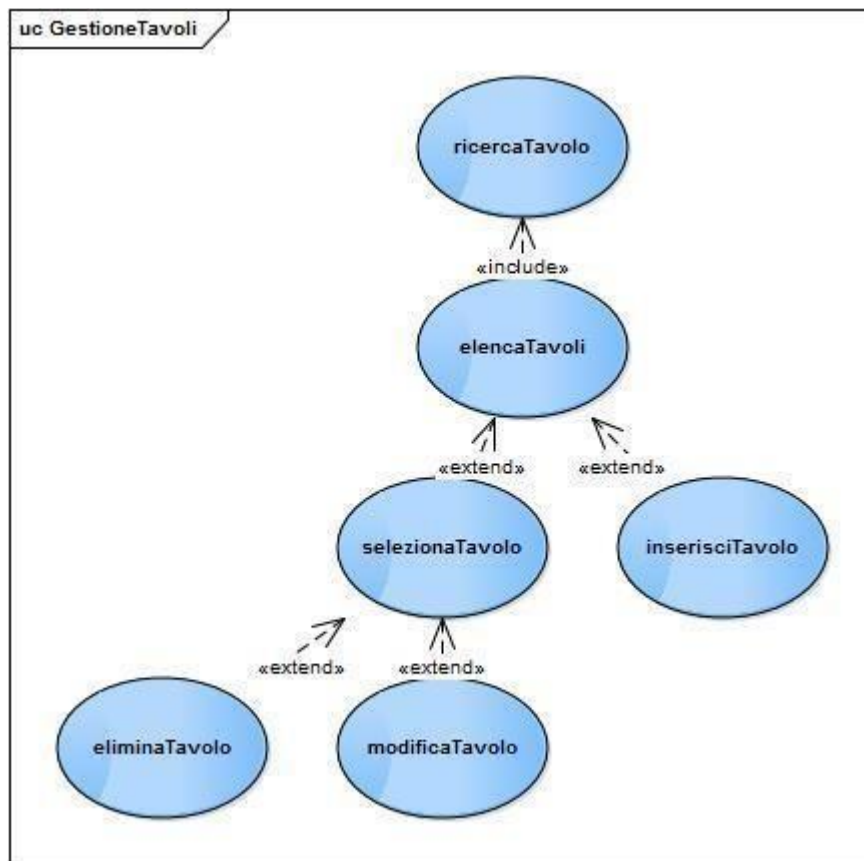 uc GestioneTavoli
ricercaTavolo
«include»
elencaTavoli
«extend»
«extend»
selezionaTavolo
inserisciTavolo
«extend»
«extend»
eliminaTavolo
modificaTavolo